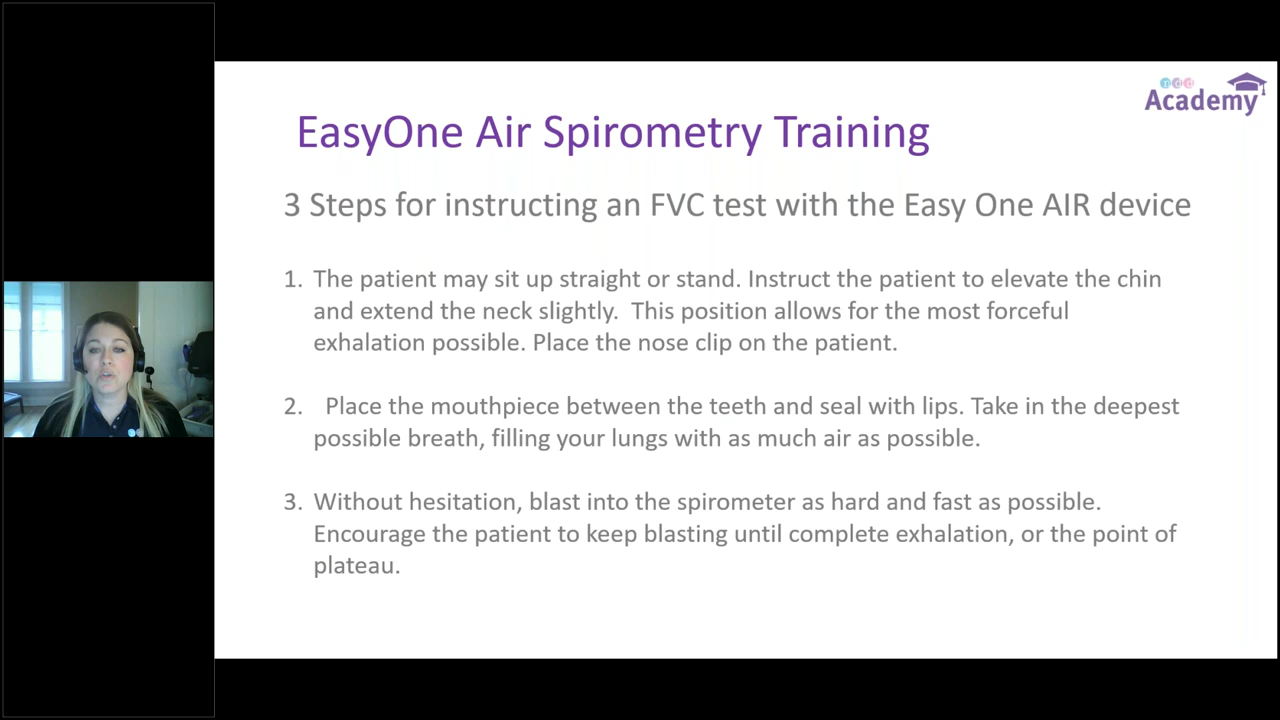 ndd
Academy
EasyOne Air Spirometry Training
3 Steps for instructing an FVC test with the Easy One AIR device
1. The patient may sit up straight or stand. Instruct the patient to elevate the chin
and extend the neck slightly. This position allows for the most forceful
exhalation possible. Place the nose clip on the patient.
2. Place the mouthpiece between the teeth and seal with lips. Take in the deepest
possible breath, filling your lungs with as much air as possible.
3. Without hesitation, blast into the spirometer as hard and fast as possible.
Encourage the patient to keep blasting until complete exhalation, or the point of
plateau.